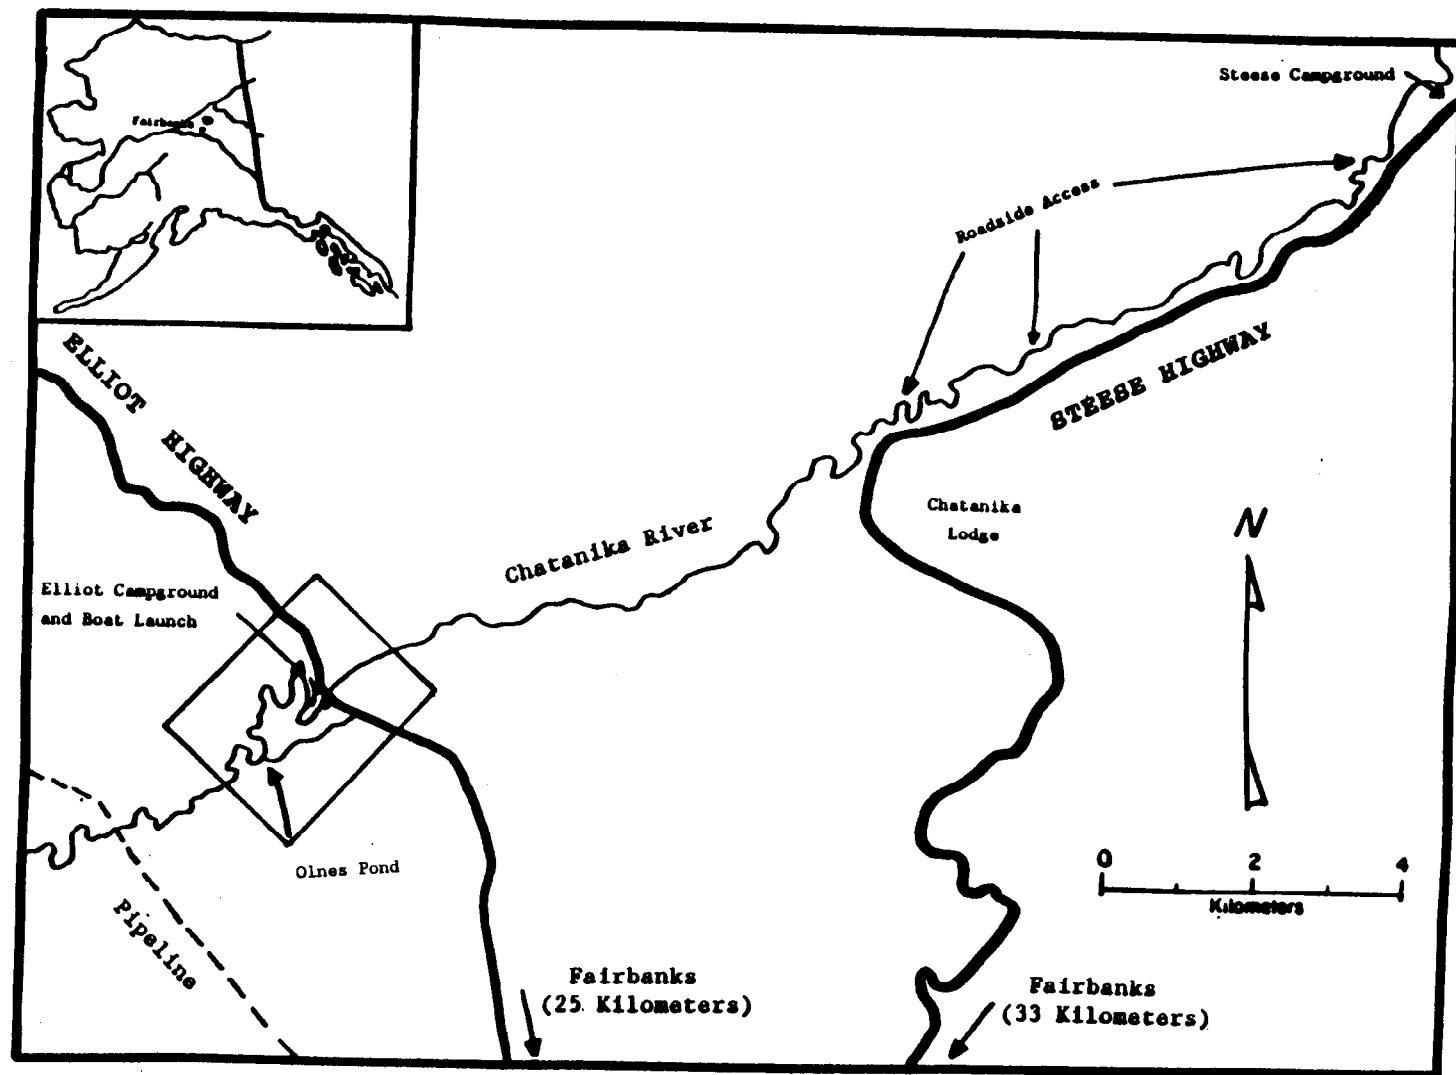 Steese Campground
Fairbanks
Roadside Access
ELLIOT HIGHWAY
STEESE HIGHWAY
Chatanika
Lodge
N
Chatanika River
Elliot Campground
and Boat Launch
0 2 4
Kilometers
Olnes Pond
Pipeline
Fairbanks
(25 Kilometers)
Fairbanks
(33 Kilometers)